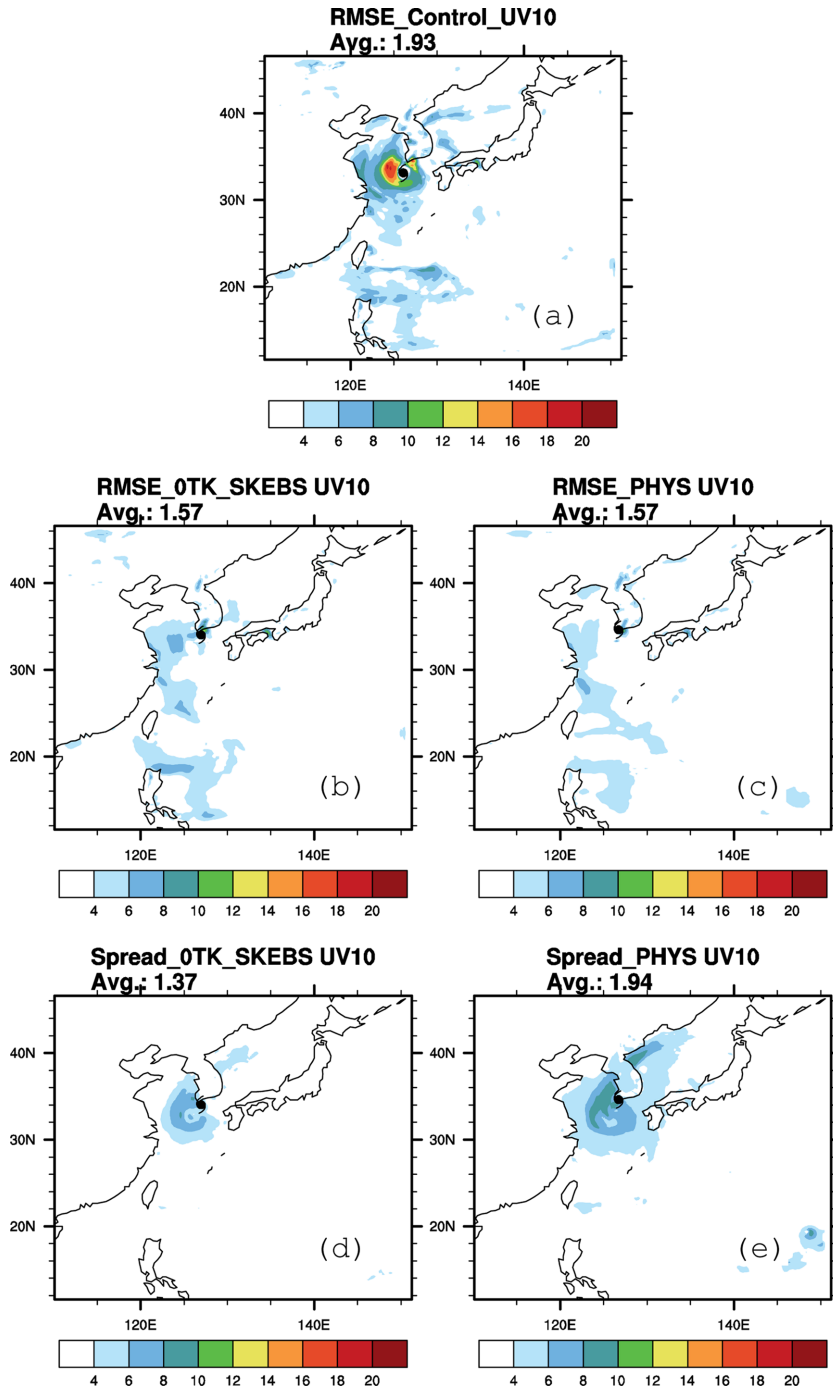 RMSE_Control_UV10
Avg.: 1.93
40N
30N
20N
(a)
120E 140E
4 6 8 10 12 14 16 18 20
RMSE_0TK_SKEBS UV10
Avg.: 1.57
40N
30N
20N
(b)
120E 140E
4 6 8 10 12 14 16 18 20
RMSE_PHYS UV10
Avg.: 1.57
40N
30N
20N
(c)
120E 140E
4 6 8 10 12 14 16 18 20
Spread_0TK_SKEBS UV10
Avg.: 1.37
40N
30N
20N
(d)
120E 140E
4 6 8 10 12 14 16 18 20
Spread_PHYS UV10
Avg.: 1.94
40N
30N
20N
(e)
120E 140E
4 6 8 10 12 14 16 18 20